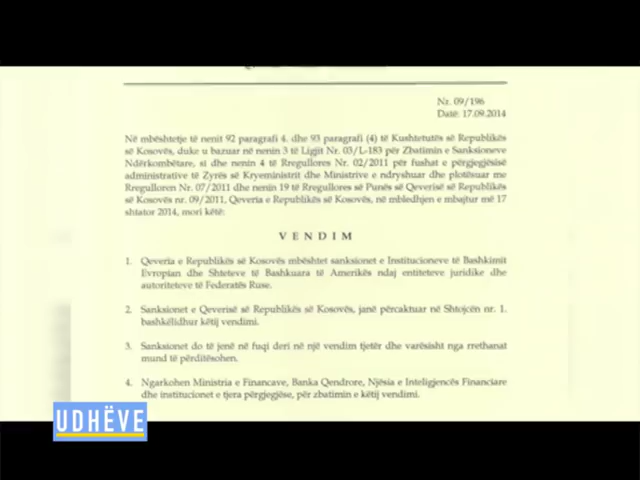 Nr. 09/196
Datë: 17.09.2014
Në mbështetje të nenit 92 paragrafi 4. dhe 93 paragrafi (4) të Kushtetutës së Republikës
së Kosovës, duke u bazuar në nenin 3 të Ligjit Nr. 03/L-183 për Zbatimin e Sanksioneve
Ndërkombëtare, si dhe nenin 4 të Rregullores Nr. 02/2011 për fushat e përgjegjësisë
administrative të Zyrës së Kryeministrit dhe Ministrive e ndryshuar dhe plotësuar me
Rregulloren Nr. 07/2011 dhe nenin 19 të Rregullores së Punës së Qeverisë së Republikës
së Kosovës nr. 09/2011, Qeveria e Republikës së Kosovës, në mbledhjen e mbajtur më 17
shtator 2014, mori këtë:
V E N D I M
1. Qeveria e Republikës së Kosovës mbështet sanksionet e Institucioneve të Bashkimit
Evropian dhe Shteteve të Bashkuara të Amerikës ndaj entiteteve juridike dhe
autoriteteve të Federatës Ruse.
2. Sanksionet e Qeverisë së Republikës së Kosovës, janë përcaktuar në Shtojcën nr. 1.
bashkëlidhur këtij vendimi.
3. Sanksionet do të jenë në fuqi deri në një vendim tjetër dhe varësisht nga rrethanat
mund të përditësohen.
4. Ngarkohen Ministria e Financave, Banka Qendrore, Njësia e Inteligjencës Financiare
dhe institucionet e tjera përgjegjëse, për zbatimin e këtij vendimi.
UDHËVE